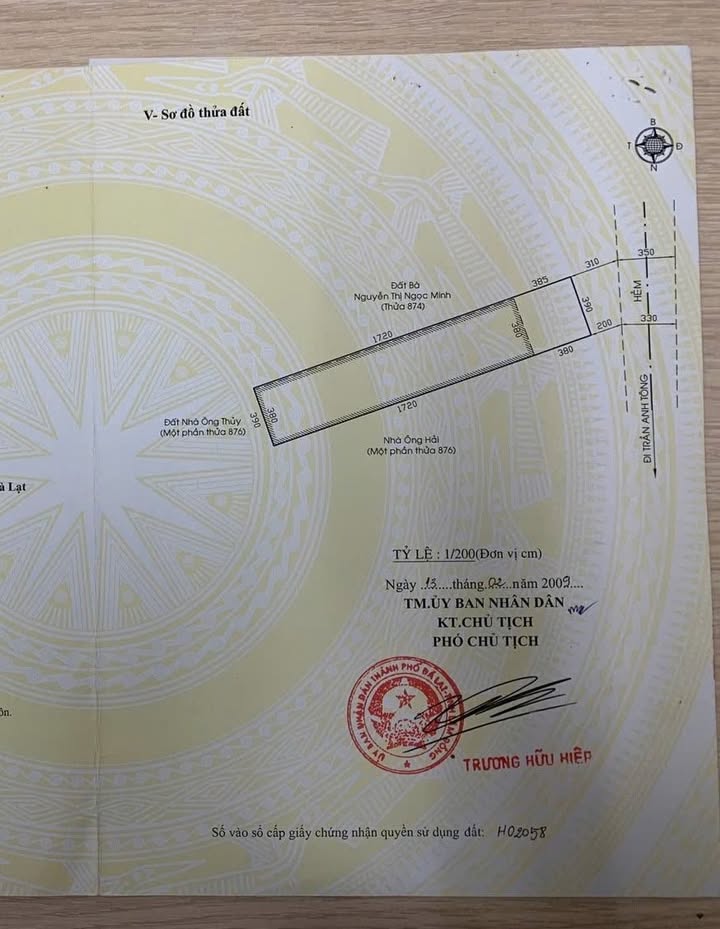 V- Sơ đồ thửa đất
B
T
Đ
N
310
350
385
Đất Bà
Nguyễn Thị Ngọc Minh
(Thửa 874)
HẺM
390
1720
380
200
330
380
1720
390
380
Đất Nhà Ông Thủy
(Một phần thửa 876)
Nhà Ông Hải
(Một phần thửa 876)
ĐI TRẦN ANH TÔNG
à Lạt
TỶ LỆ : 1/200(Đơn vị cm)
Ngày ..13.....tháng.02...năm 2009....
TM.ỦY BAN NHÂN DÂN
KT.CHỦ TỊCH
PHÓ CHỦ TỊCH
ỦY BAN NHÂN DÂN THÀNH PHỐ ĐÀ LẠT-TỈNH LÂM ĐỒNG
ôn.
TRƯƠNG HỮU HIỆP
Số vào sổ cấp giấy chứng nhận quyền sử dụng đất: H02058